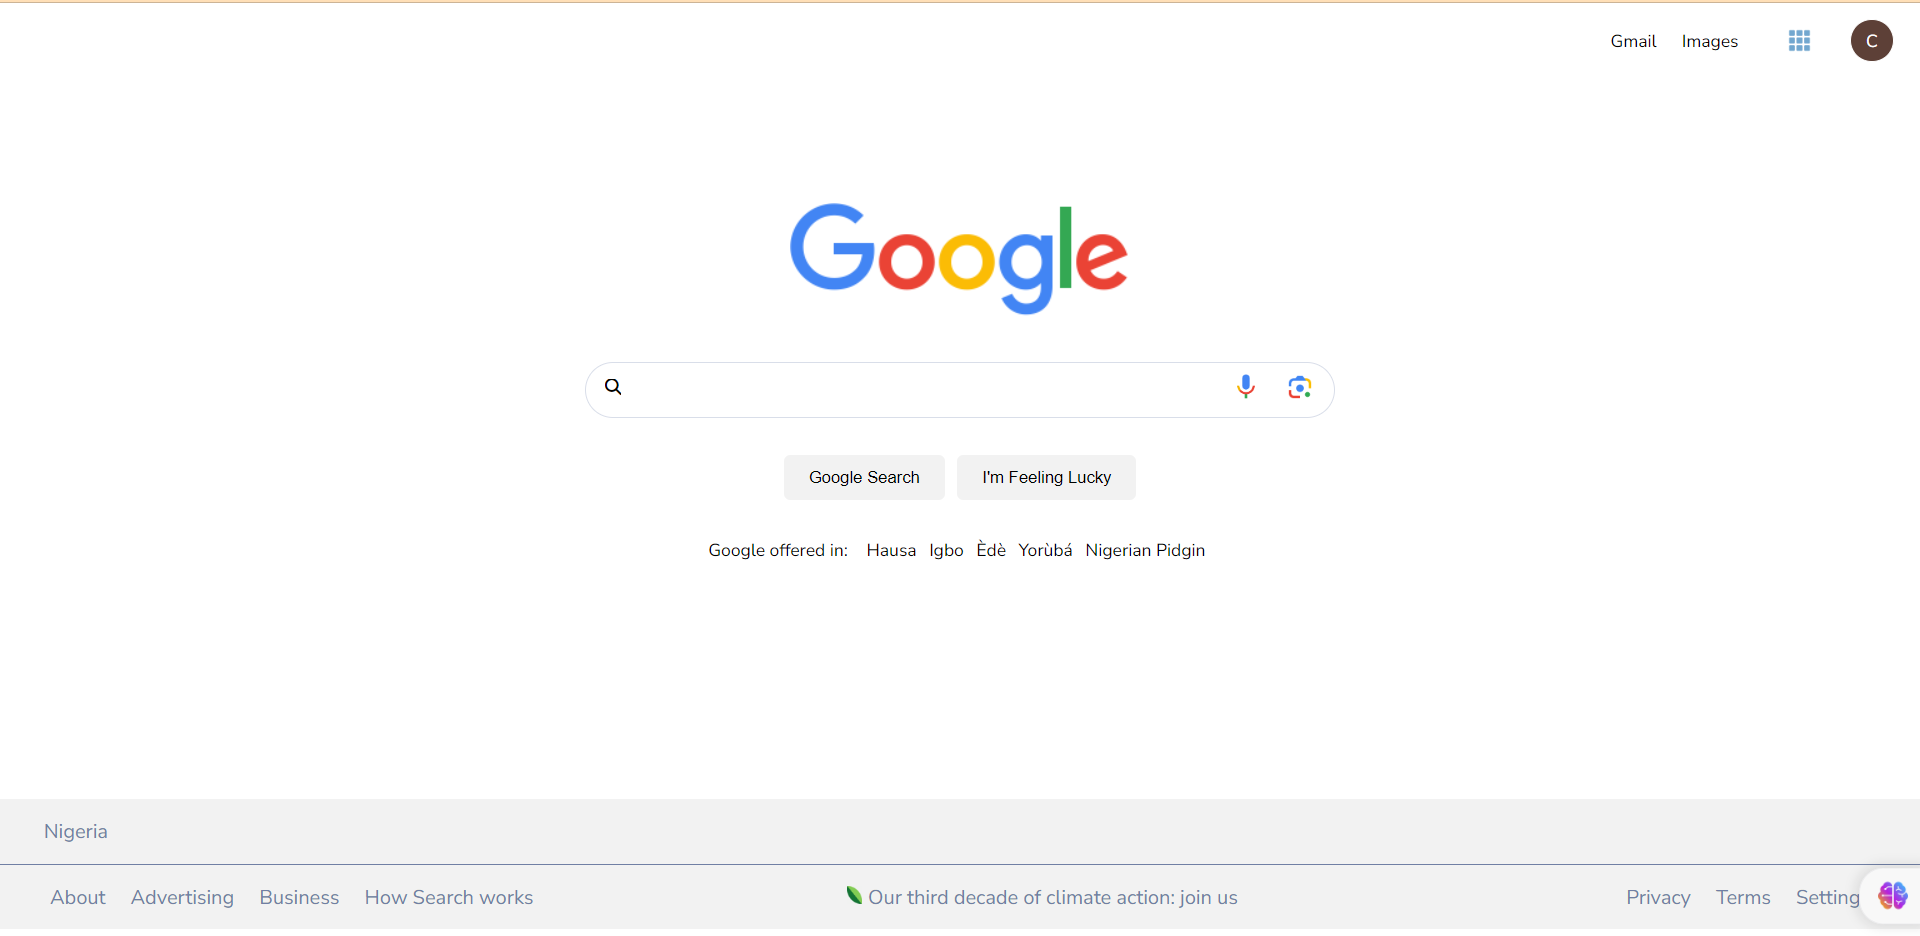 Gmail Images C
Google
Google Search I'm Feeling Lucky
Google offered in: Hausa Igbo Èdè Yorùbá Nigerian Pidgin
Nigeria
About Advertising Business How Search works Our third decade of climate action: join us Privacy Terms Setting